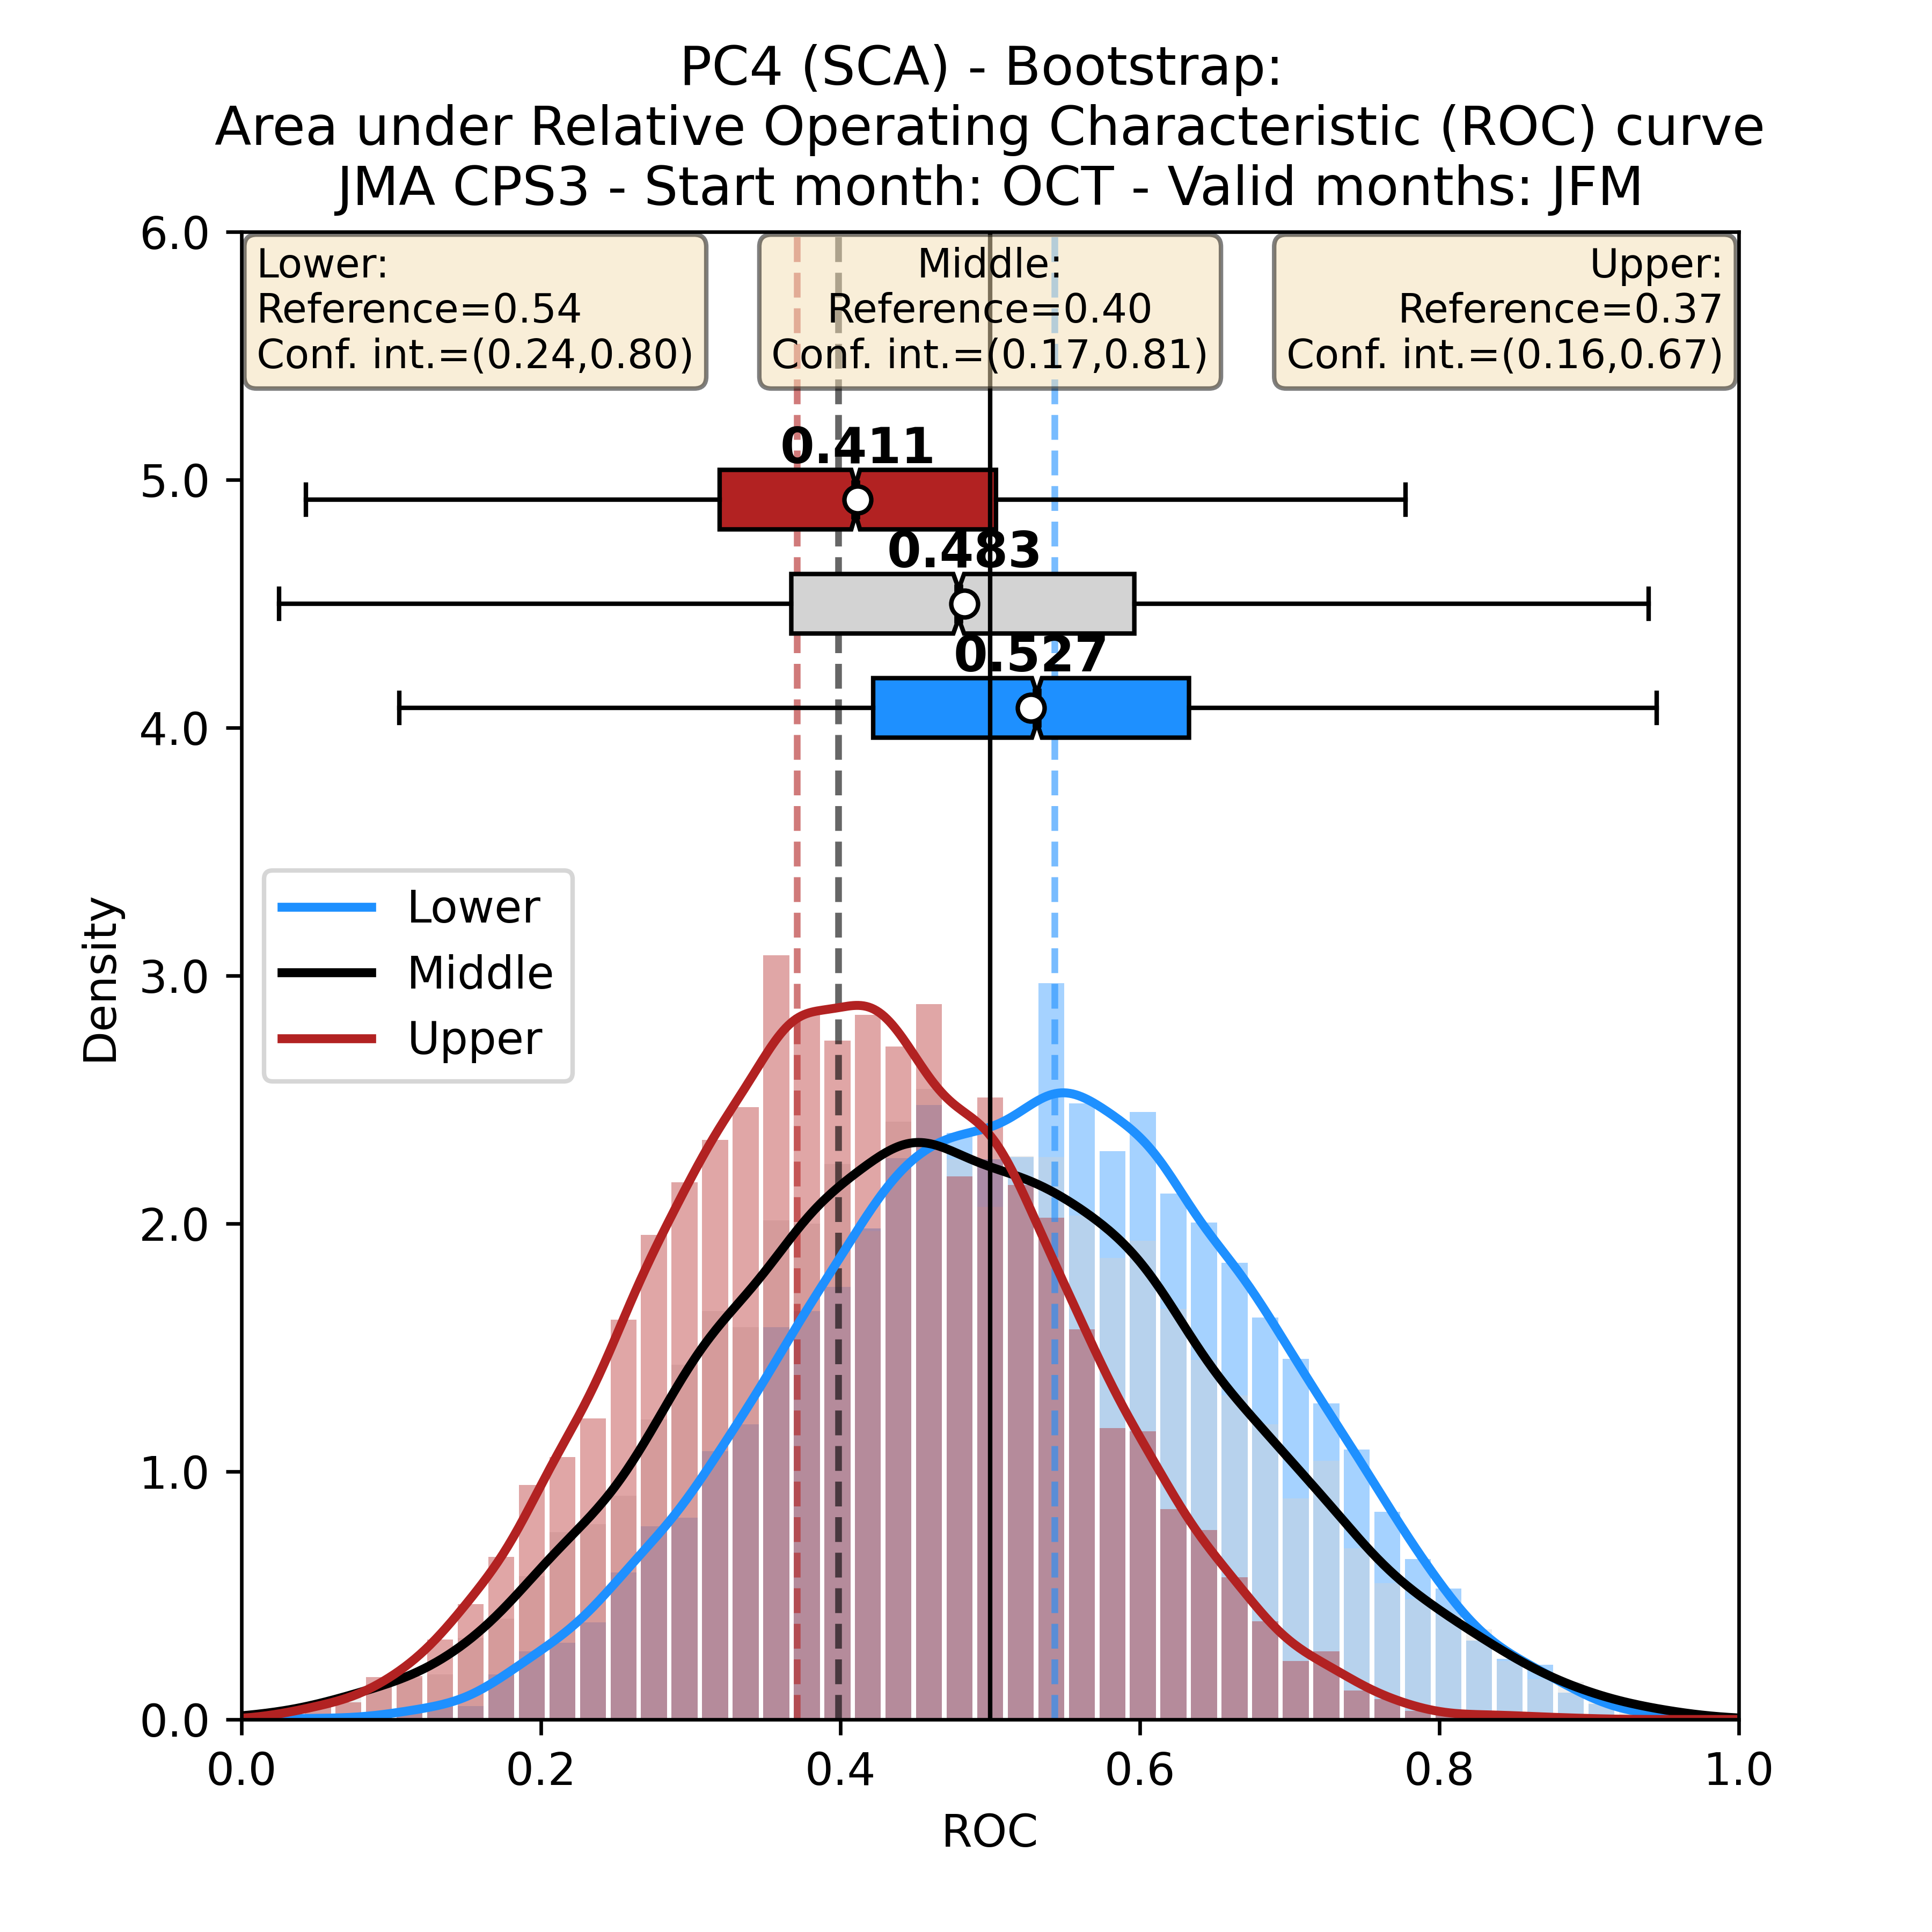 PC4 (SCA) - Bootstrap:
Area under Relative Operating Characteristic (ROC) curve
JMA CPS3 - Start month: OCT - Valid months: JFM
Lower:
Reference=0.54
Conf. int.=(0.24,0.80)
Middle:
Reference=0.40
Conf. int.=(0.17,0.81)
Upper:
Reference=0.37
Conf. int.=(0.16,0.67)
0.411
0.483
0.527
Lower
Middle
Upper
Density
6.0
5.0
4.0
3.0
2.0
1.0
0.0
0.0 0.2 0.4 0.6 0.8 1.0
ROC